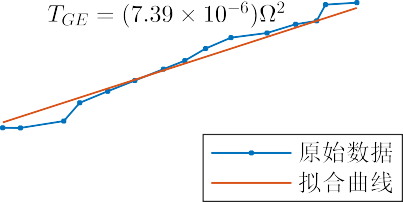 T_{GE} = (7.39 × 10^{-6})Ω^2
原始数据
拟合曲线